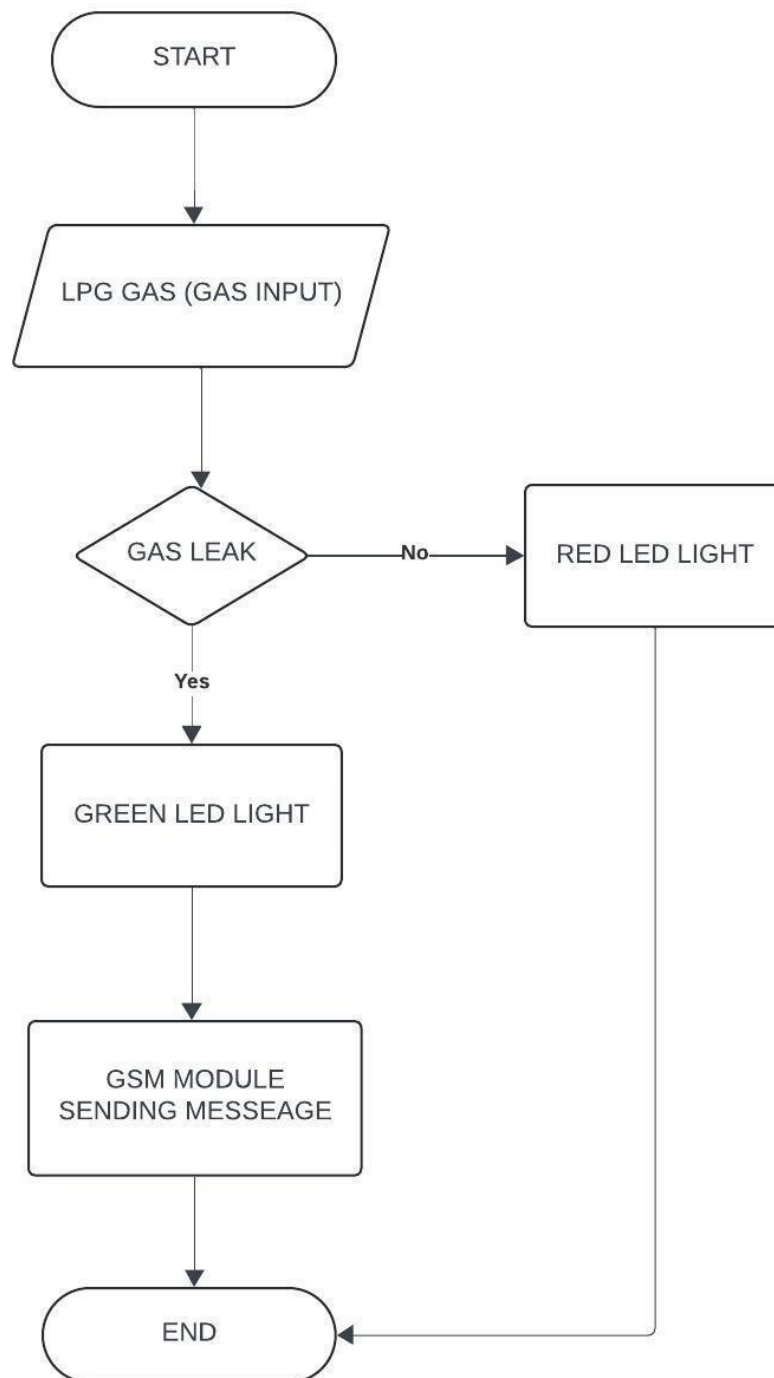 START
LPG GAS (GAS INPUT)
GAS LEAK
No
RED LED LIGHT
Yes
GREEN LED LIGHT
GSM MODULE
SENDING MESSEAGE
END